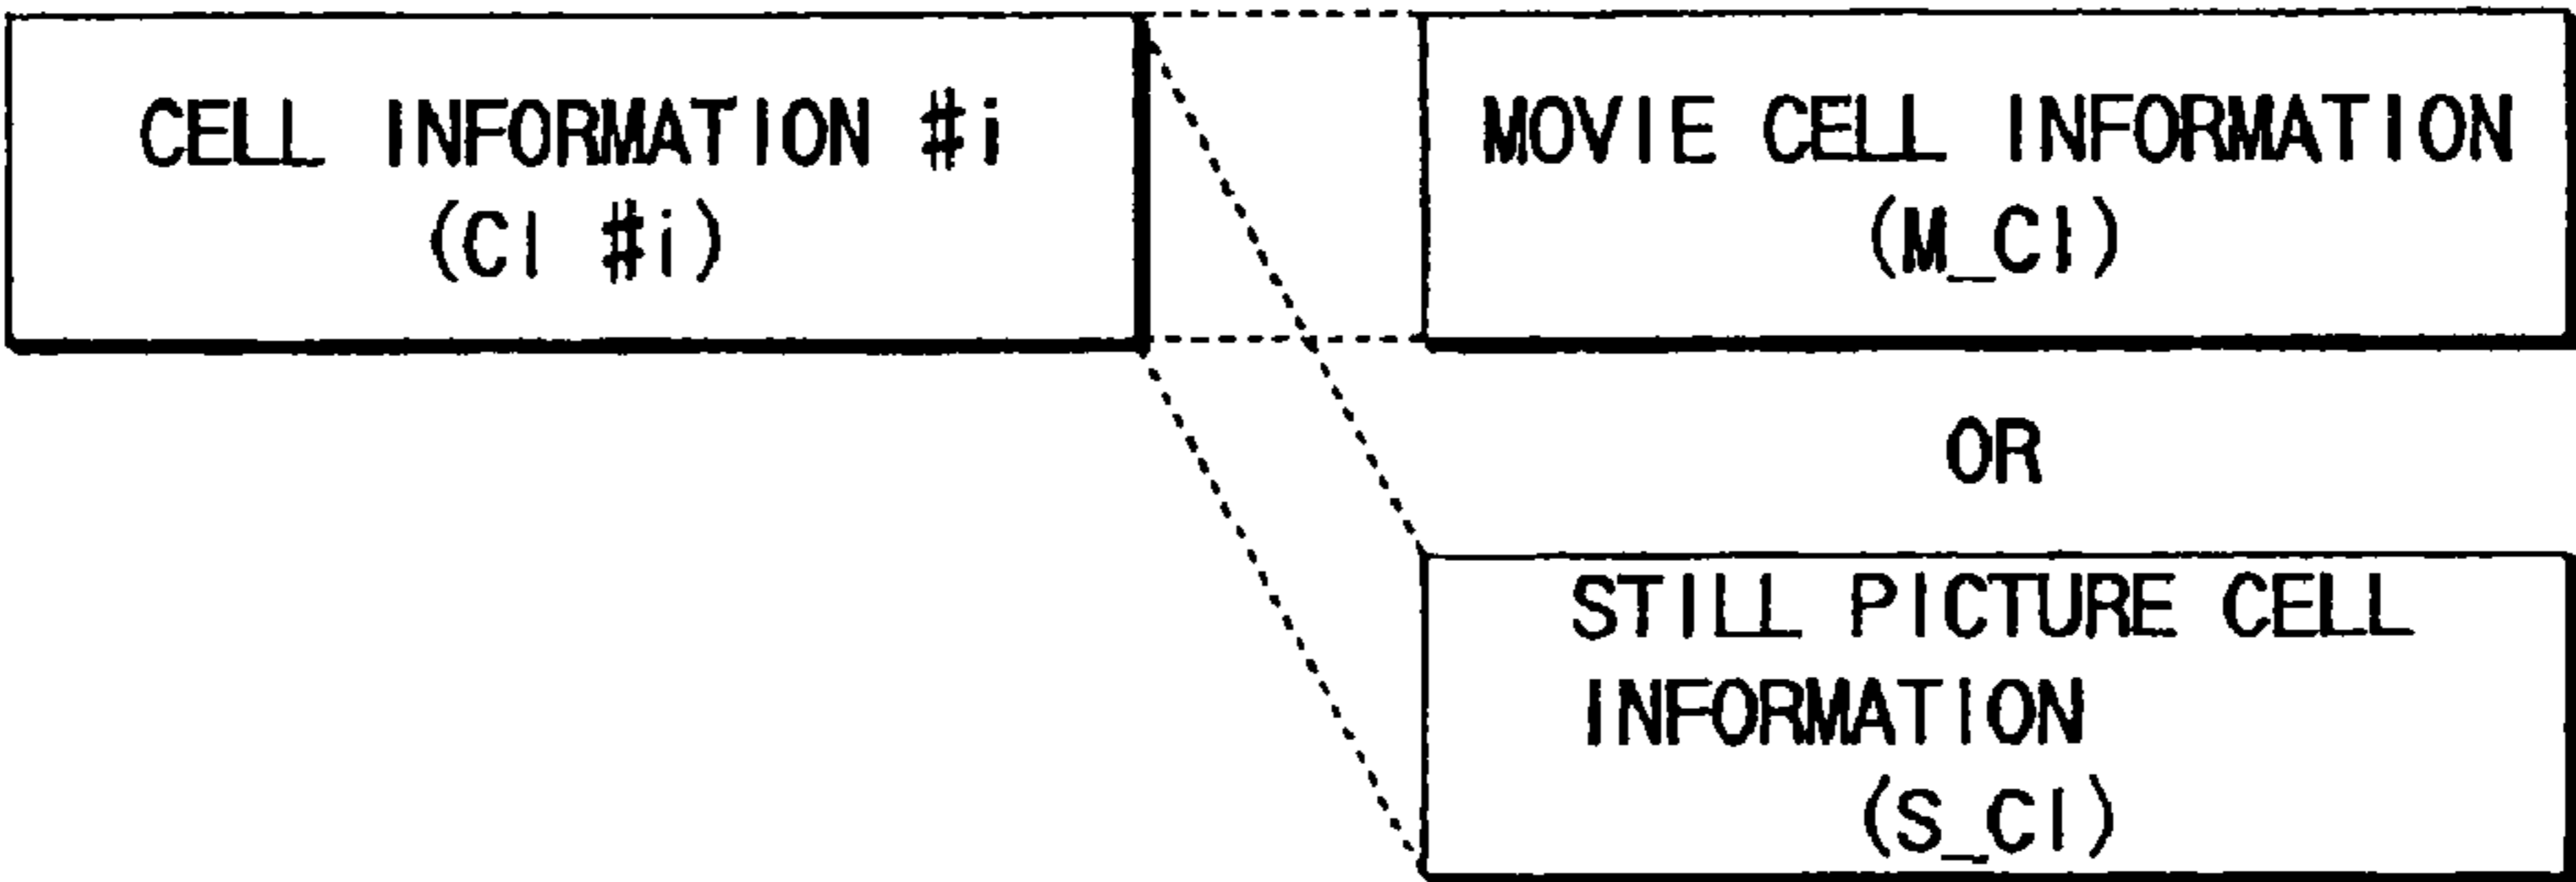 CELL INFORMATION #i
(CI #i)
MOVIE CELL INFORMATION
(M_CI)
OR
STILL PICTURE CELL
INFORMATION
(S_CI)